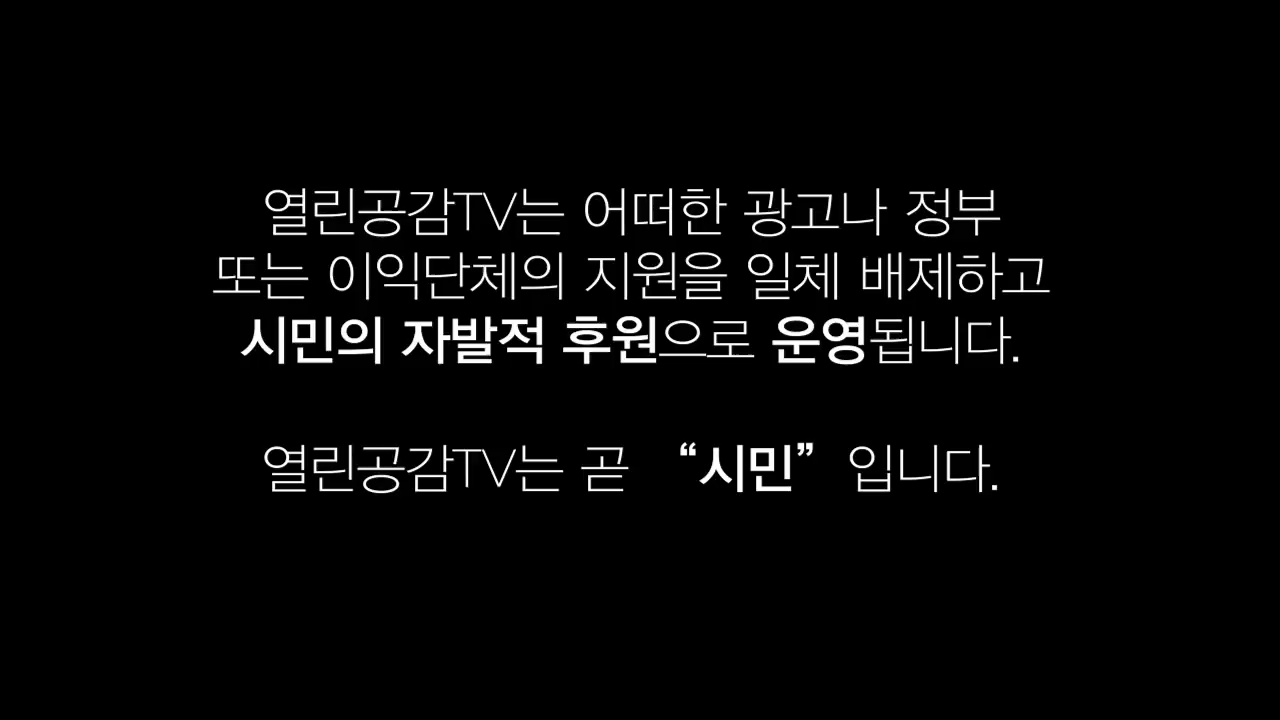 열린공감TV는 어떠한 광고나 정부
또는 이익단체의 지원을 일체 배제하고
시민의 자발적 후원으로 운영됩니다.
열린공감TV는 곧 “시민” 입니다.